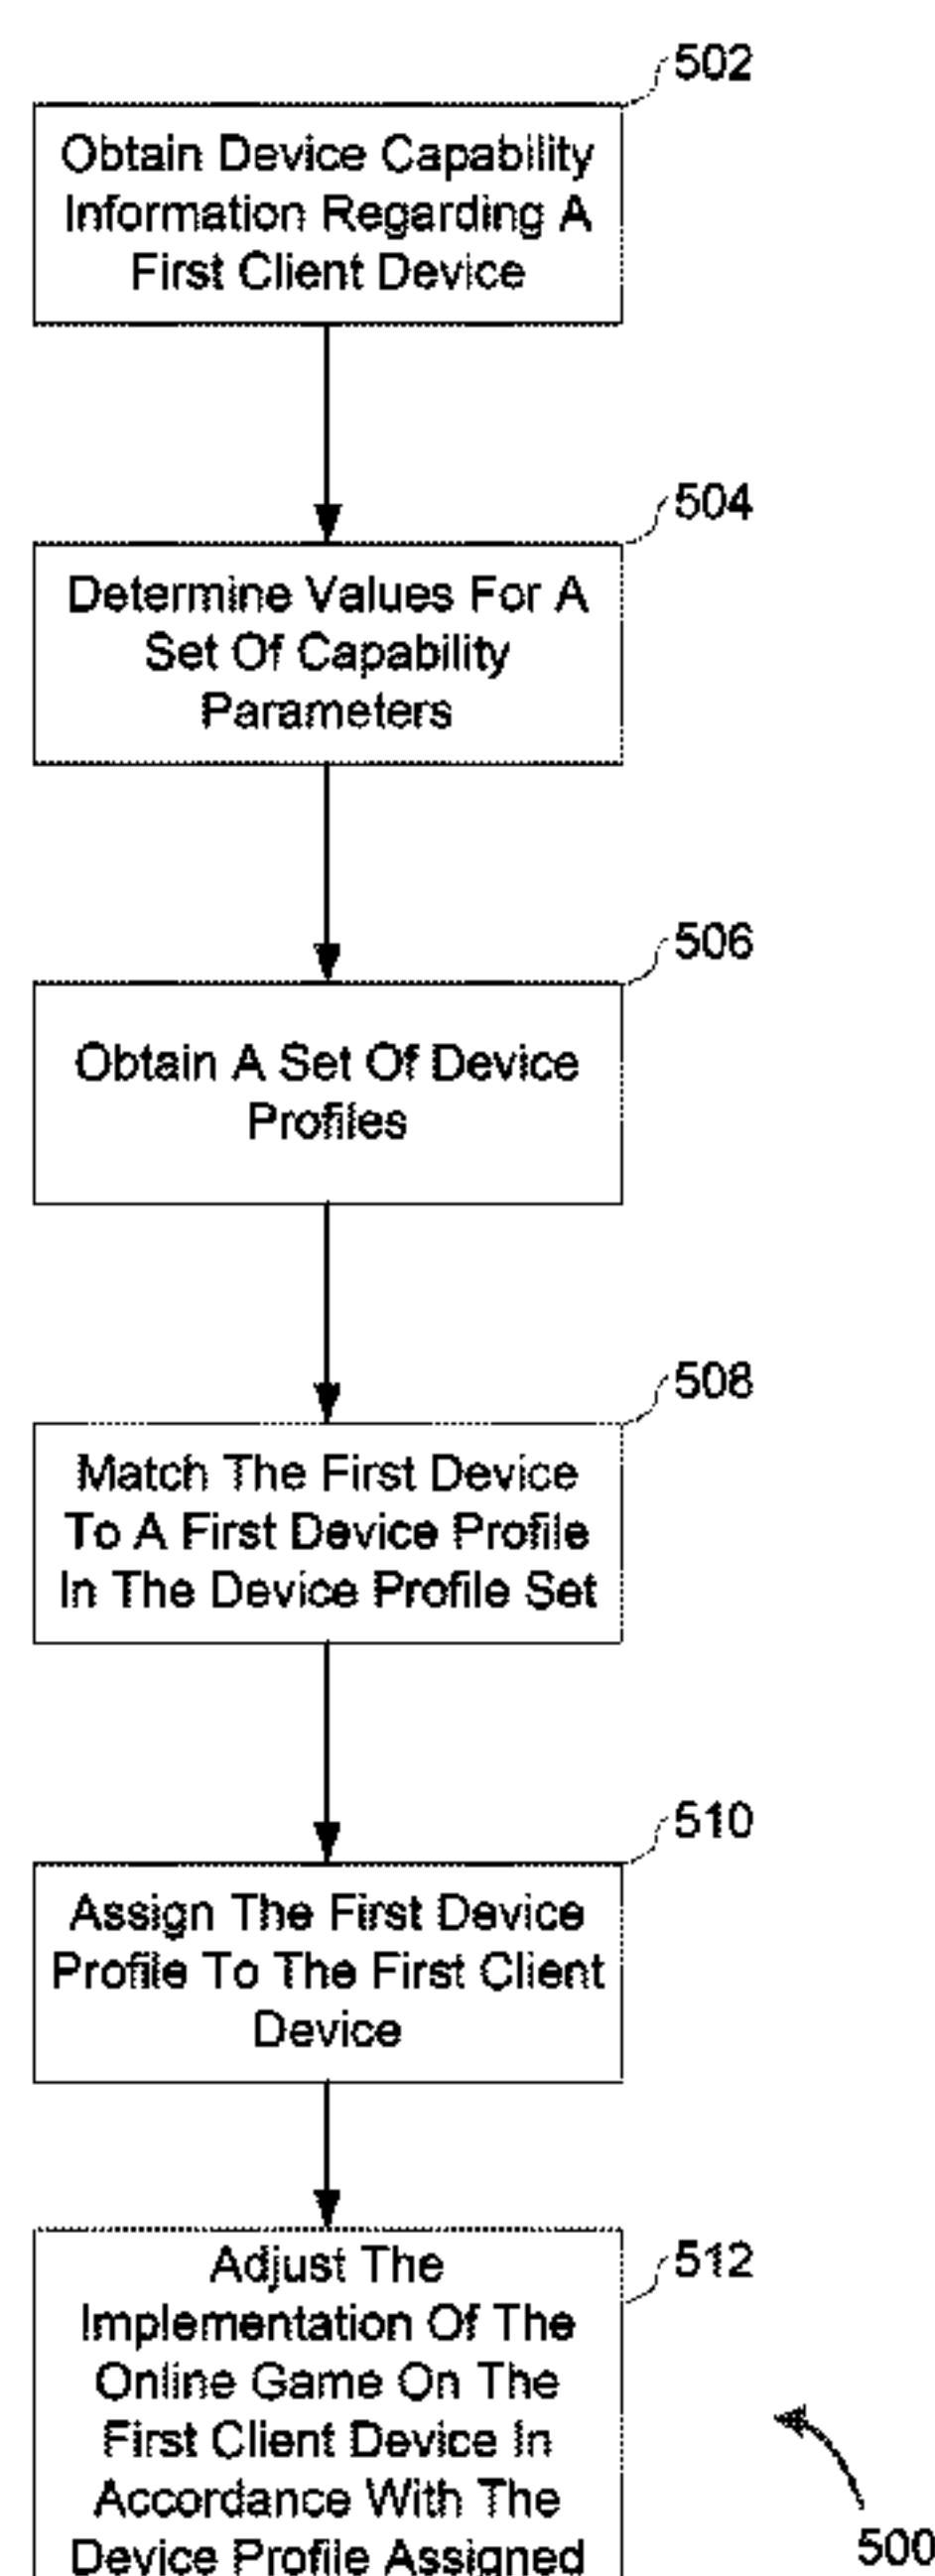 502
Obtain Device Capability
Information Regarding A
First Client Device
504
Determine Values For A
Set Of Capability
Parameters
506
Obtain A Set Of Device
Profiles
508
Match The First Device
To A First Device Profile
In The Device Profile Set
510
Assign The First Device
Profile To The First Client
Device
512
Adjust The
Implementation Of The
Online Game On The
First Client Device In
Accordance With The
Device Profile Assigned
500